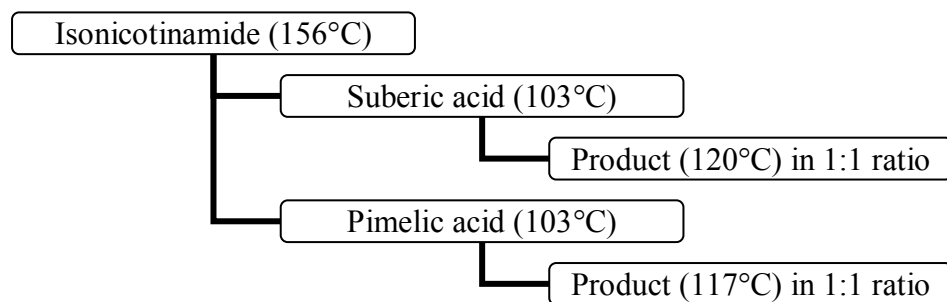 Isonicotinamide (156°C)
Suberic acid (103°C)
Product (120°C) in 1:1 ratio
Pimelic acid (103°C)
Product (117°C) in 1:1 ratio